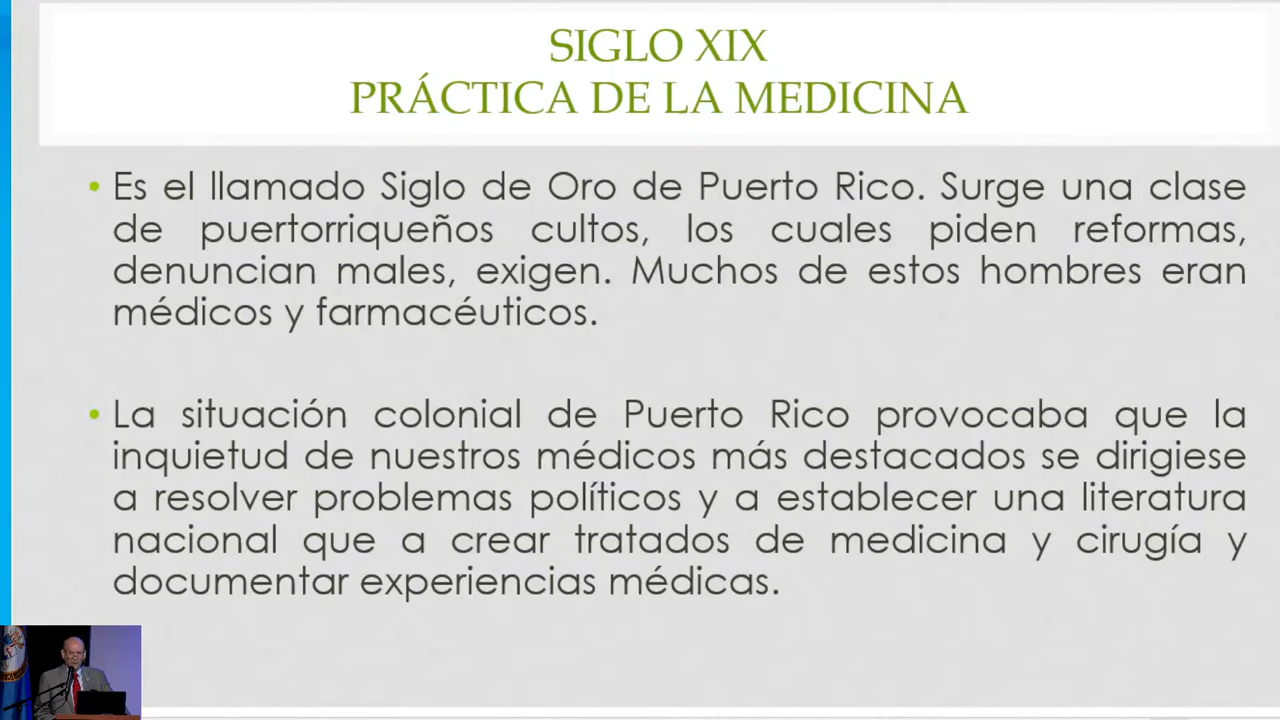 SIGLO XIX
PRÁCTICA DE LA MEDICINA
• Es el llamado Siglo de Oro de Puerto Rico. Surge una clase
de puertorriqueños cultos, los cuales piden reformas,
denuncian males, exigen. Muchos de estos hombres eran
médicos y farmacéuticos.
• La situación colonial de Puerto Rico provocaba que la
inquietud de nuestros médicos más destacados se dirigiese
a resolver problemas políticos y a establecer una literatura
nacional que a crear tratados de medicina y cirugía y
documentar experiencias médicas.